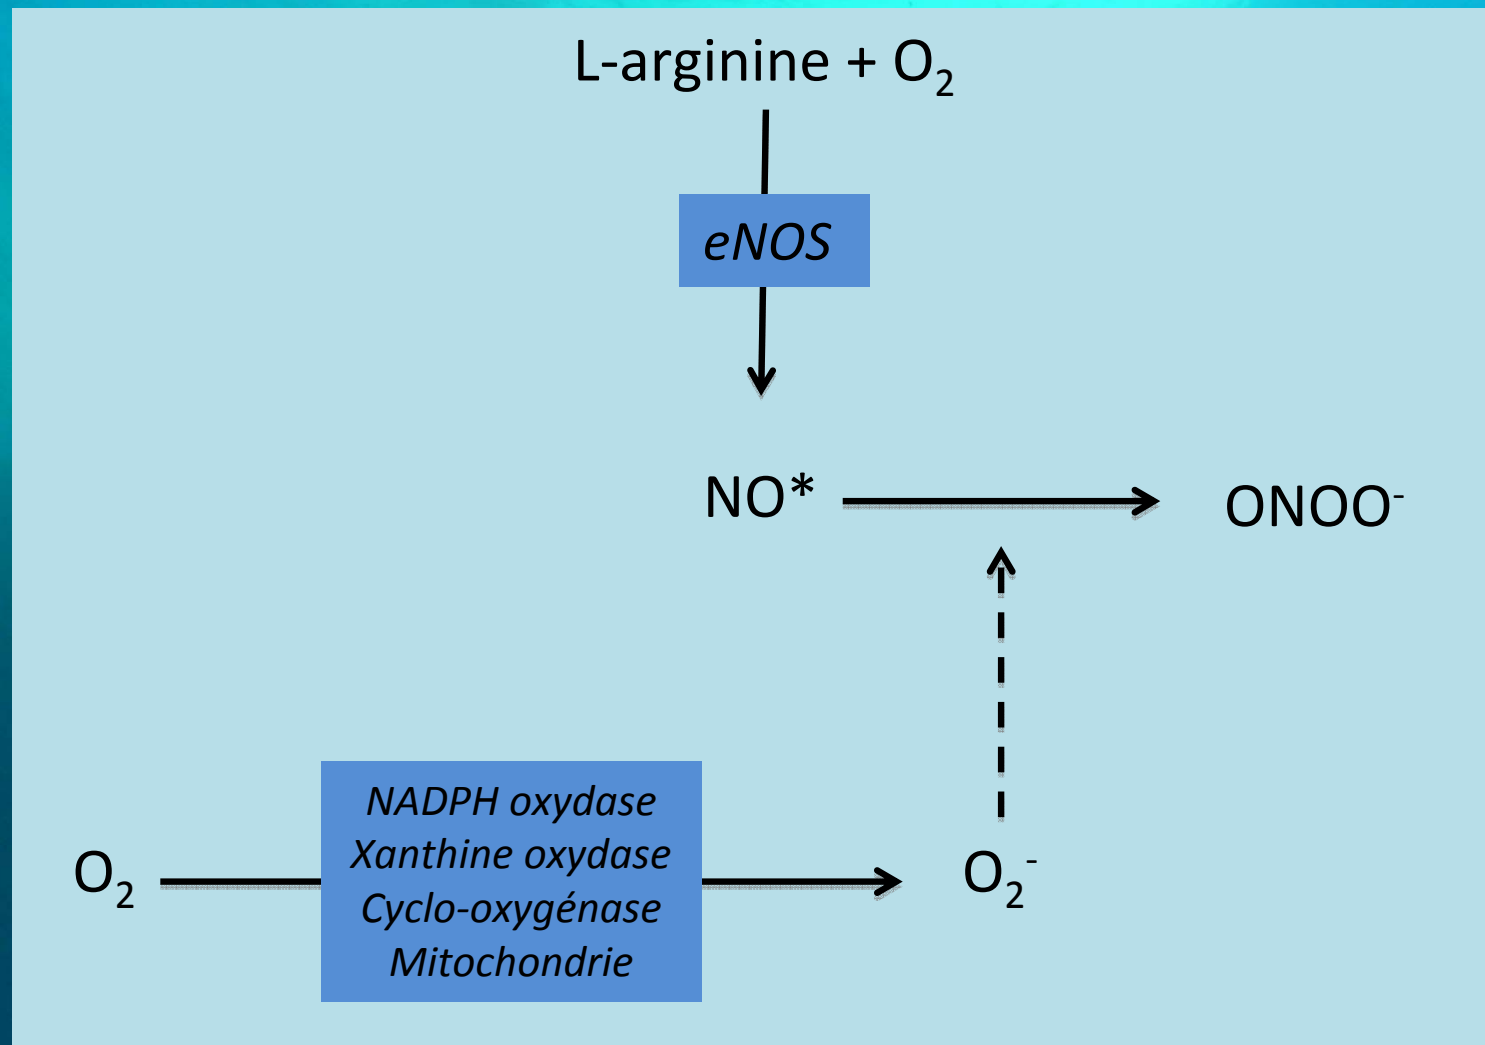 L-arginine + O₂
eNOS
NO* ONOO⁻
NADPH oxydase
Xanthine oxydase
Cyclo-oxygénase
Mitochondrie
O₂ O₂⁻